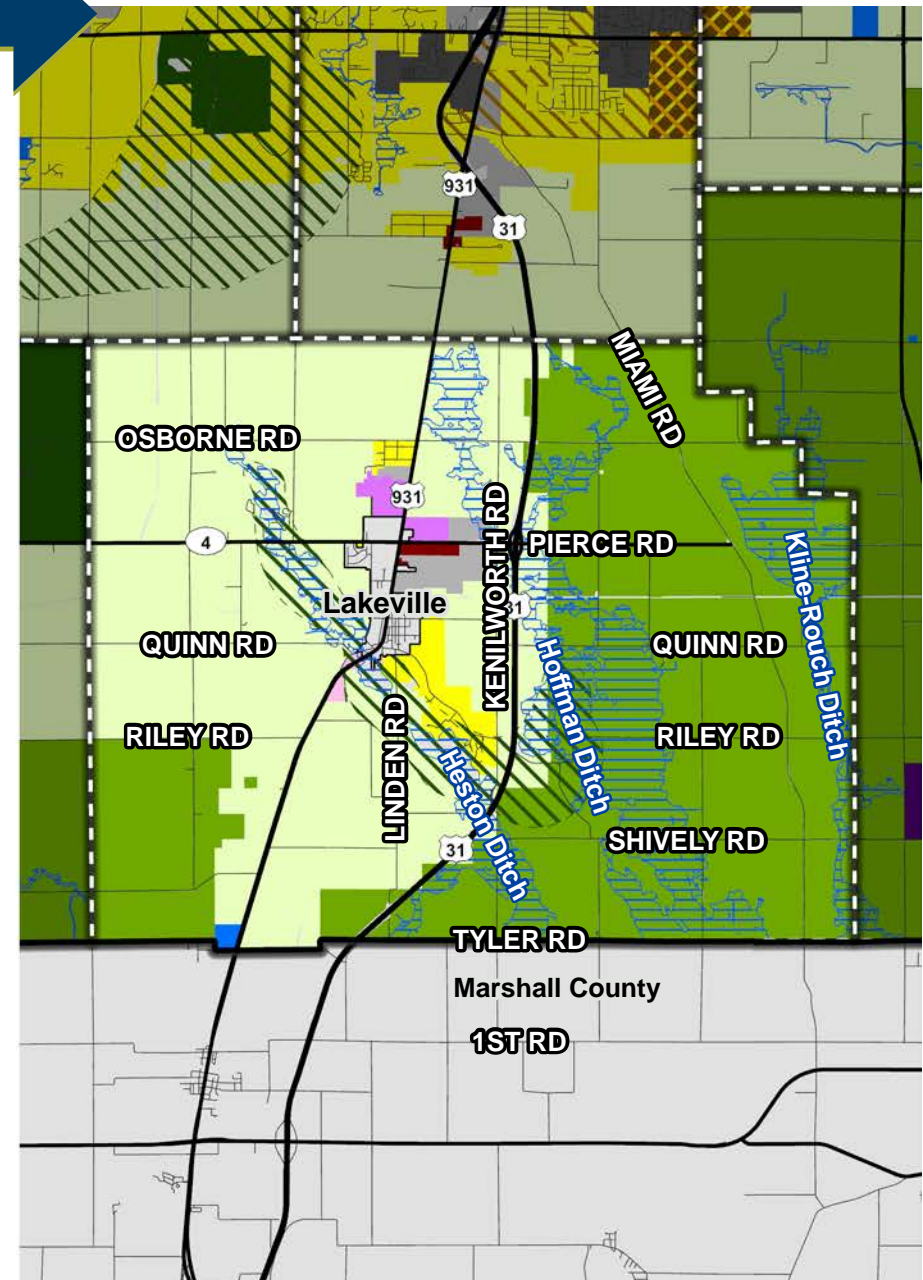 931
31
MIAMI RD
OSBORNE RD
931
KENILWORTH RD
4
PIERCE RD
Kline-Rouch Ditch
Lakeville
31
QUINN RD
QUINN RD
Hoffman Ditch
LINDEN RD
RILEY RD
RILEY RD
Heston Ditch
SHIVELY RD
31
TYLER RD
Marshall County
1ST RD